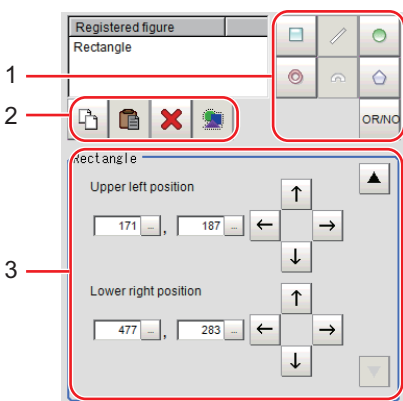 Registered figure
Rectangle
1
2
OR/NO
Rectangle
Upper left position
171 ... , 187 ...
3
Lower right position
477 ... , 283 ...